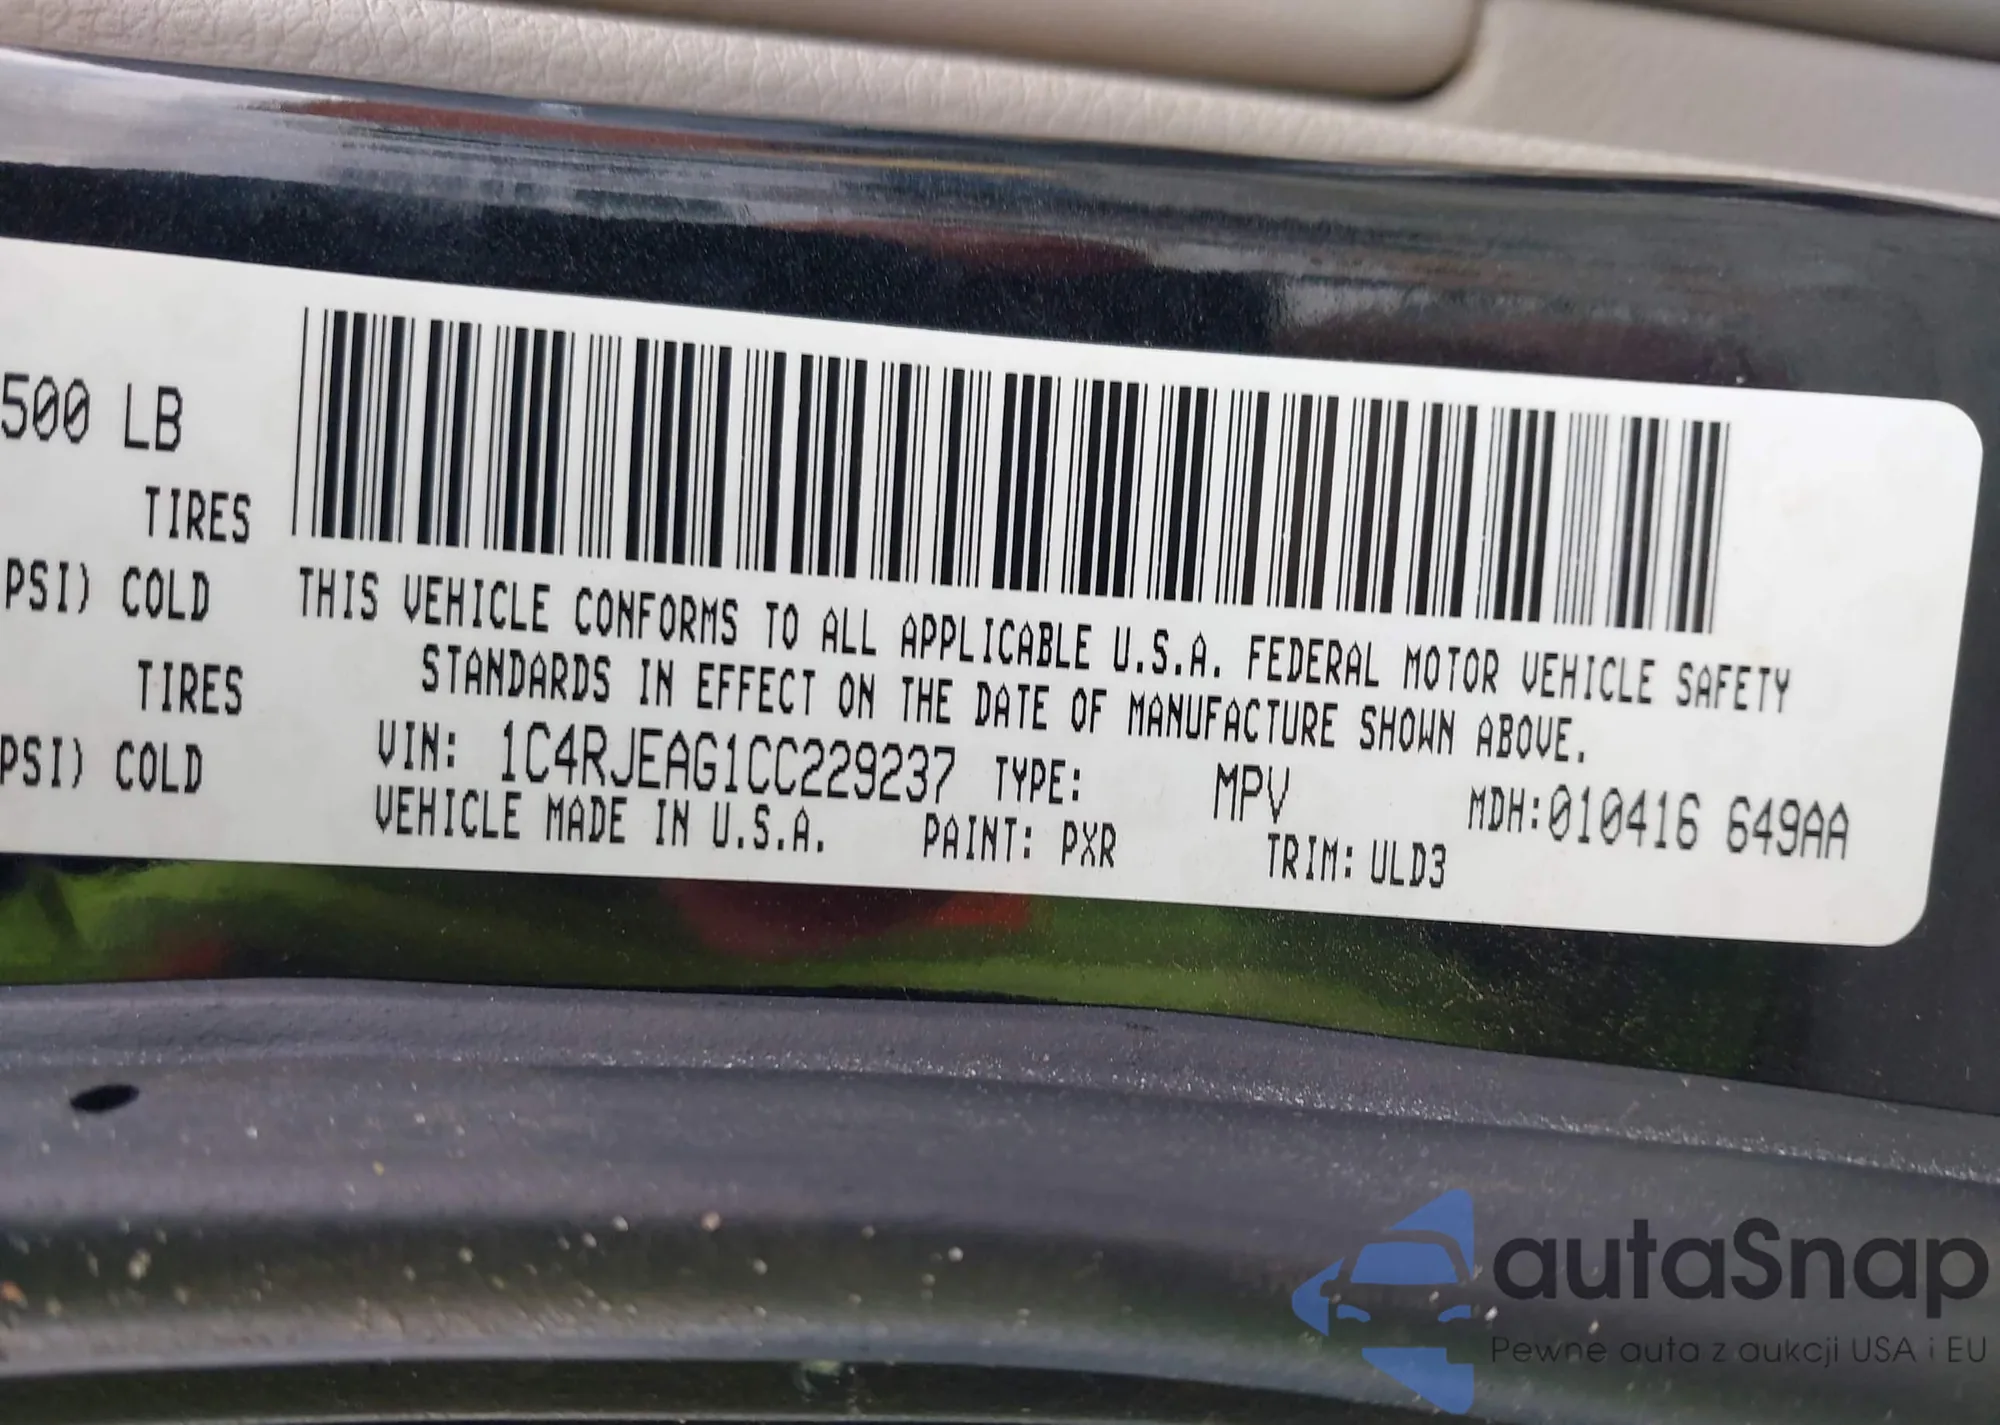 500 LB
TIRES
PSI) COLD
TIRES
PSI) COLD
THIS VEHICLE CONFORMS TO ALL APPLICABLE U.S.A. FEDERAL MOTOR VEHICLE SAFETY
STANDARDS IN EFFECT ON THE DATE OF MANUFACTURE SHOWN ABOVE.
VIN: 1C4RJEAG1CC229237 TYPE: MPV MDH:010416 649AA
VEHICLE MADE IN U.S.A. PAINT: PXR TRIM: ULD3
autaSnap
Pewne auta z aukcji USA i EU